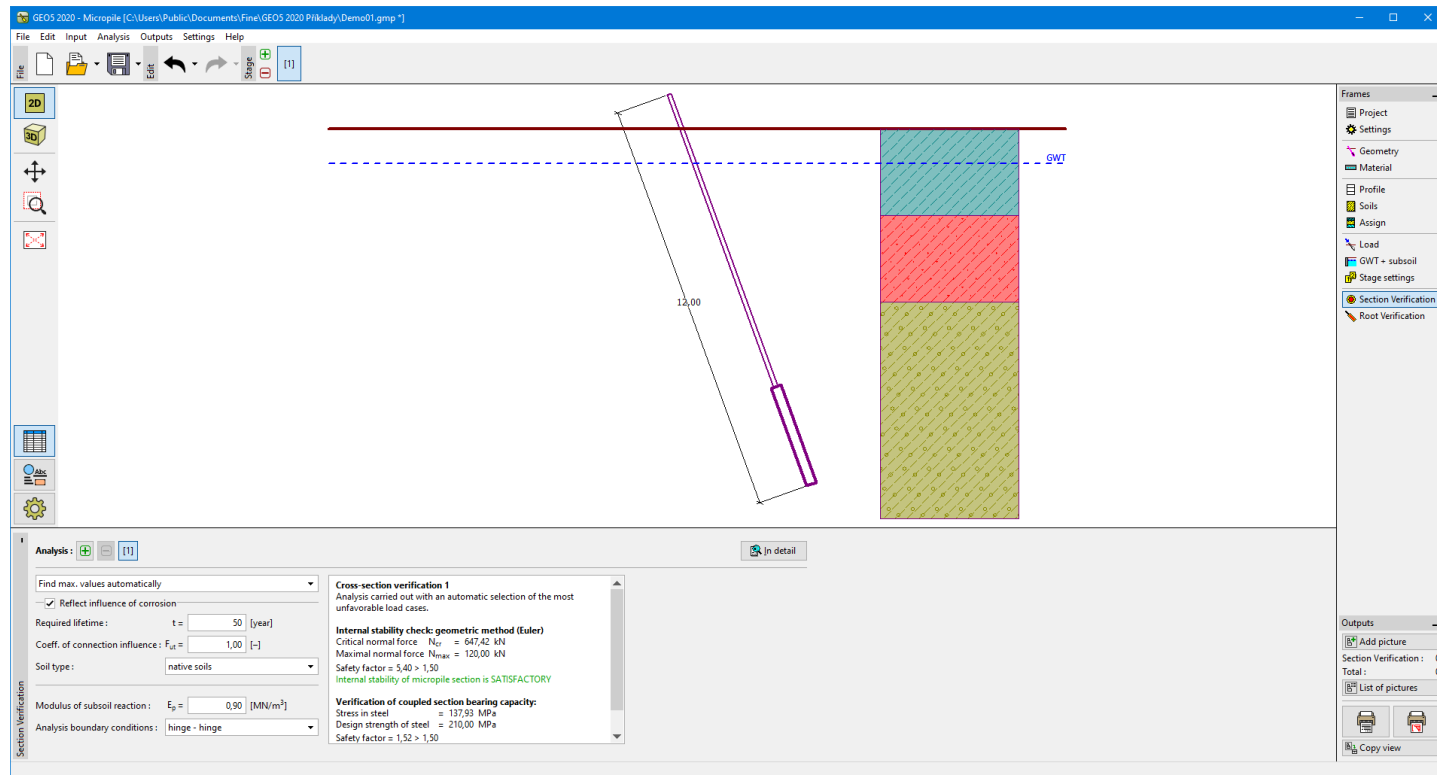 GEO5 2020 - Micropile [C:\Users\Public\Documents\Fine\GEO5 2020 Příklady\Demo01.gmp *]
File Edit Input Analysis Outputs Settings Help
File
Edit
Stage
[1]
2D
3D
Abc
GWT
12,00
Frames
Project
Settings
Geometry
Material
Profile
Soils
Assign
Load
GWT + subsoil
Stage settings
Section Verification
Root Verification
Outputs
Add picture
Section Verification :
Total :
List of pictures
Copy view
Section Verification
Analysis : [1]
In detail
Find max. values automatically
Reflect influence of corrosion
Required lifetime : t = 50 [year]
Coeff. of connection influence : Fut = 1,00 [–]
Soil type : native soils
Modulus of subsoil reaction : Ep = 0,90 [MN/m³]
Analysis boundary conditions : hinge - hinge
Cross-section verification 1
Analysis carried out with an automatic selection of the most
unfavorable load cases.
Internal stability check: geometric method (Euler)
Critical normal force Ncr = 647,42 kN
Maximal normal force Nmax = 120,00 kN
Safety factor = 5,40 > 1,50
Internal stability of micropile section is SATISFACTORY
Verification of coupled section bearing capacity:
Stress in steel = 137,93 MPa
Design strength of steel = 210,00 MPa
Safety factor = 1,52 > 1,50